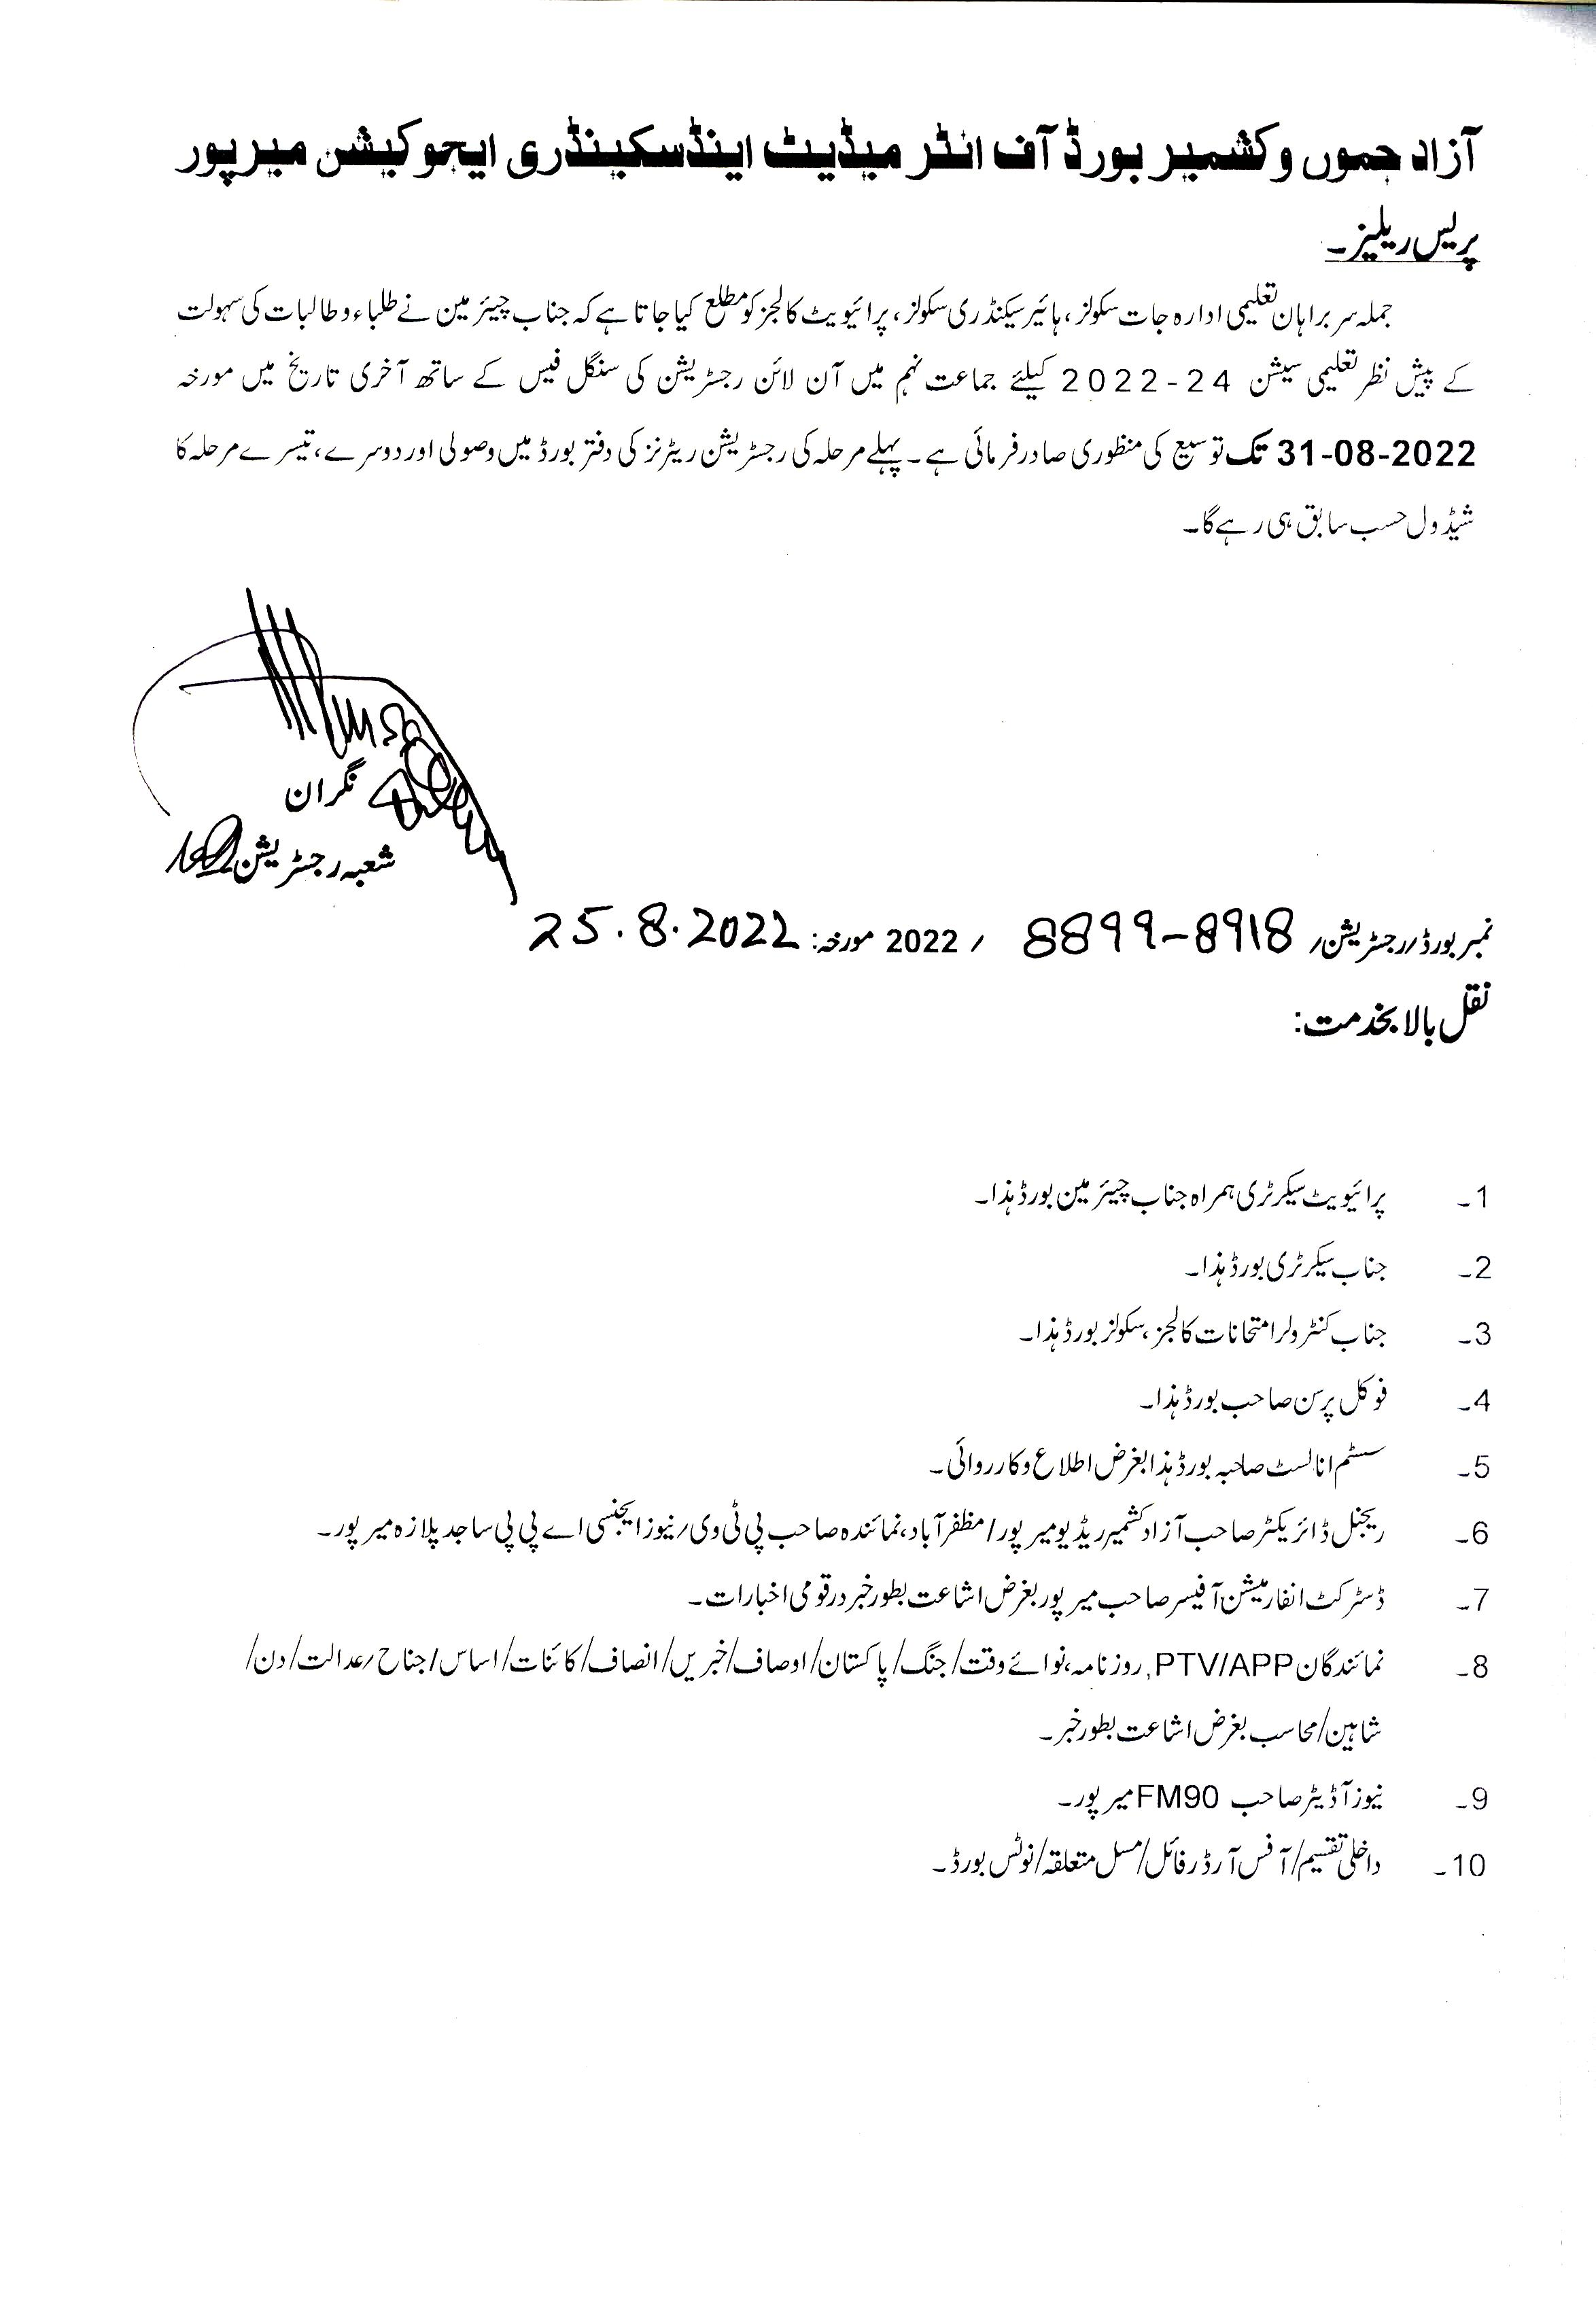 آزاد جموں و کشمیر بورڈ آف انٹر میڈیٹ اینڈ سکینڈری ایجوکیشن میرپور
پریس ریلیز۔
جملہ سربراہان تعلیمی ادارہ جات سکولز، ہائیر سیکنڈری سکولز، پرائیویٹ کالجز کو مطلع کیا جاتا ہے کہ جناب چیئرمین نے طلباء و طالبات کی سہولت
کے پیش نظر تعلیمی سیشن 2022-24 کیلئے جماعت نہم میں آن لائن رجسٹریشن کی سنگل فیس کے ساتھ آخری تاریخ میں مورخہ
31-08-2022 تک توسیع کی منظوری صادر فرمائی ہے۔ پہلے مرحلہ کی رجسٹریشن ریٹرنز کی دفتر بورڈ میں وصولی اور دوسرے، تیسرے مرحلہ کا
شیڈول حسب سابق ہی رہے گا۔
نگران
شعبہ رجسٹریشن
نمبر بورڈ/رجسٹریشن/ 8899-8918 / 2022 مورخہ: 25.8.2022
نقل بالا بخدمت:
1۔ پرائیویٹ سیکرٹری ہمراہ جناب چیئرمین بورڈ ہذا۔
2۔ جناب سیکرٹری بورڈ ہذا۔
3۔ جناب کنٹرولر امتحانات کالجز، سکولز بورڈ ہذا۔
4۔ فوکل پرسن صاحب بورڈ ہذا۔
5۔ سسٹم انالسٹ صاحبہ بورڈ ہذا بغرض اطلاع و کارروائی۔
6۔ ریجنل ڈائریکٹر صاحب آزاد کشمیر ریڈیو میرپور/مظفرآباد، نمائندہ صاحب پی ٹی وی/نیوز ایجنسی اے پی پی ساجد پلازہ میرپور۔
7۔ ڈسٹرکٹ انفارمیشن آفیسر صاحب میرپور بغرض اشاعت بطور خبر در قومی اخبارات۔
8۔ نمائندگان PTV/APP, روزنامہ، نوائے وقت/جنگ/پاکستان/اوصاف/خبریں/انصاف/کائنات/اساس/جناح/عدالت/دن/
شاہین/محاسب بغرض اشاعت بطور خبر۔
9۔ نیوز آڈیٹر صاحب FM90 میرپور۔
10۔ داخلی تقسیم/آفس آرڈر فائل/مسل متعلقہ/نوٹس بورڈ۔